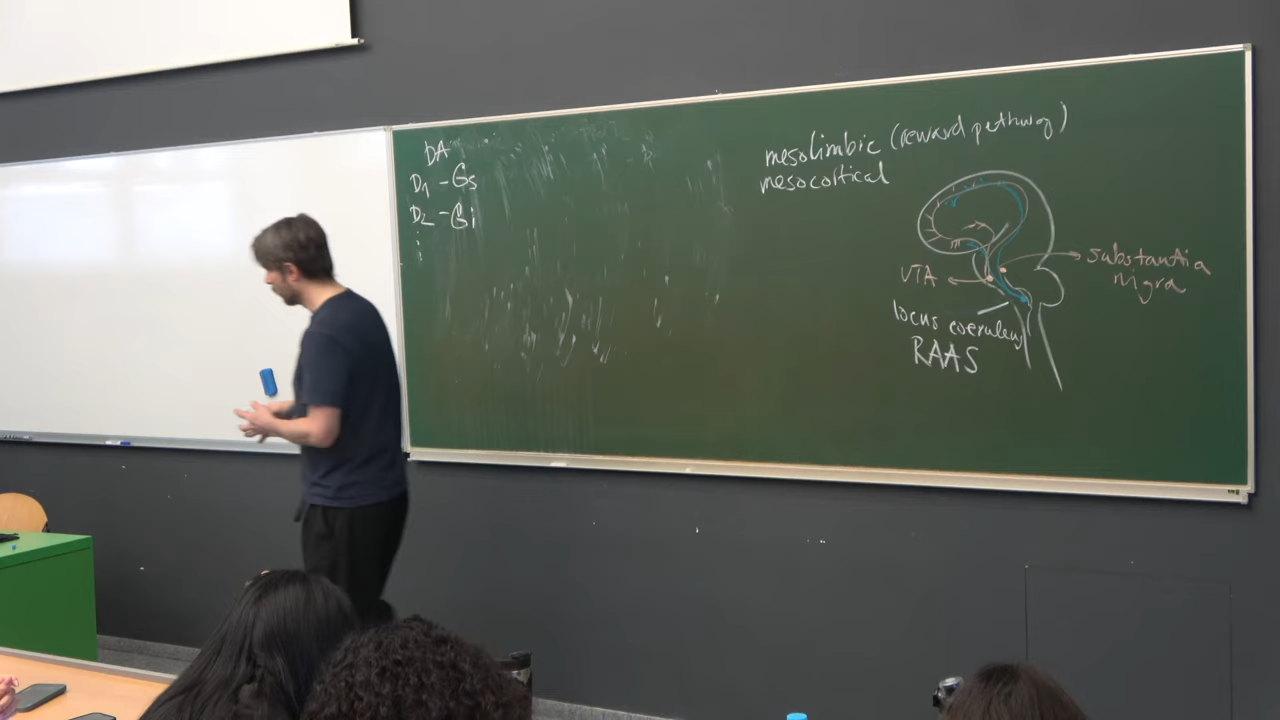 DA
D1 - Gs
D2 - Gi
mesolimbic (reward pathway)
mesocortical
substantia
nigra
VTA
locus coeruleus
RAAS